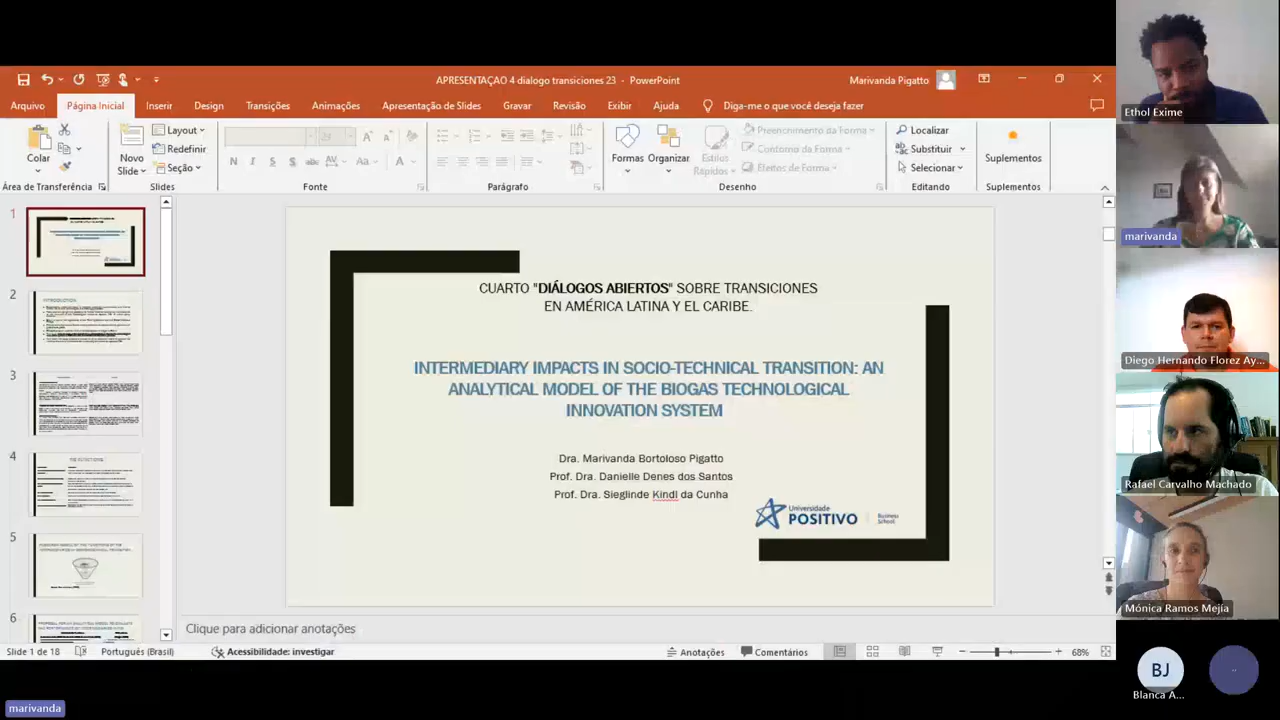 APRESENTAÇAO 4 dialogo transiciones 23 - PowerPoint
Marivanda Pigatto
Arquivo Página Inicial Inserir Design Transições Animações Apresentação de Slides Gravar Revisão Exibir Ajuda Diga-me o que você deseja fazer
Colar
Novo
Slide
Layout
Redefinir
Seção
Formas
Organizar
Estilos
Rápidos
Preenchimento da Forma
Contorno da Forma
Efeitos de Forma
Localizar
Substituir
Selecionar
Suplementos
Área de Transferência Slides Fonte Parágrafo Desenho Editando Suplementos
1
2
3
4
5
6
CUARTO "DIÁLOGOS ABIERTOS" SOBRE TRANSICIONES
EN AMÉRICA LATINA Y EL CARIBE.
INTERMEDIARY IMPACTS IN SOCIO-TECHNICAL TRANSITION: AN
ANALYTICAL MODEL OF THE BIOGAS TECHNOLOGICAL
INNOVATION SYSTEM
Dra. Marivanda Bortoloso Pigatto
Prof. Dra. Danielle Denes dos Santos
Prof. Dra. Sieglinde Kindl da Cunha
Universidade
POSITIVO
Business
School
Clique para adicionar anotações
Slide 1 de 18 Português (Brasil) Acessibilidade: investigar Anotações Comentários 68%
marivanda
Ethol Exime
marivanda
Diego Hernando Florez Ay...
Rafael Carvalho Machado
Mónica Ramos Mejía
BJ
Blanca A...